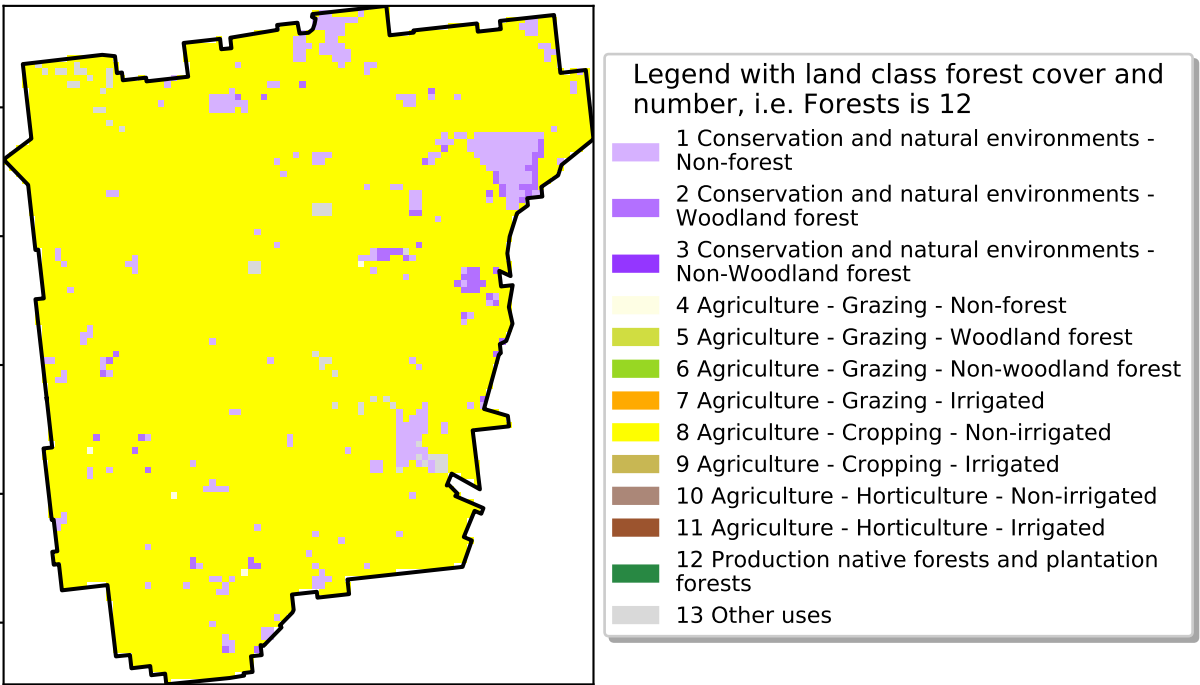 Legend with land class forest cover and
number, i.e. Forests is 12
1 Conservation and natural environments -
Non-forest
2 Conservation and natural environments -
Woodland forest
3 Conservation and natural environments -
Non-Woodland forest
4 Agriculture - Grazing - Non-forest
5 Agriculture - Grazing - Woodland forest
6 Agriculture - Grazing - Non-woodland forest
7 Agriculture - Grazing - Irrigated
8 Agriculture - Cropping - Non-irrigated
9 Agriculture - Cropping - Irrigated
10 Agriculture - Horticulture - Non-irrigated
11 Agriculture - Horticulture - Irrigated
12 Production native forests and plantation
forests
13 Other uses